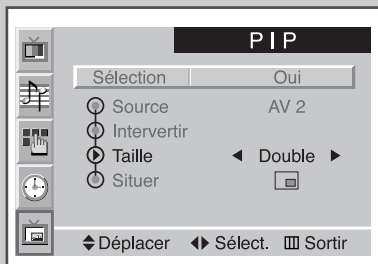 PIP
Sélection Oui
Source AV 2
Intervertir
Taille Double
Situer
Déplacer Sélect. Sortir